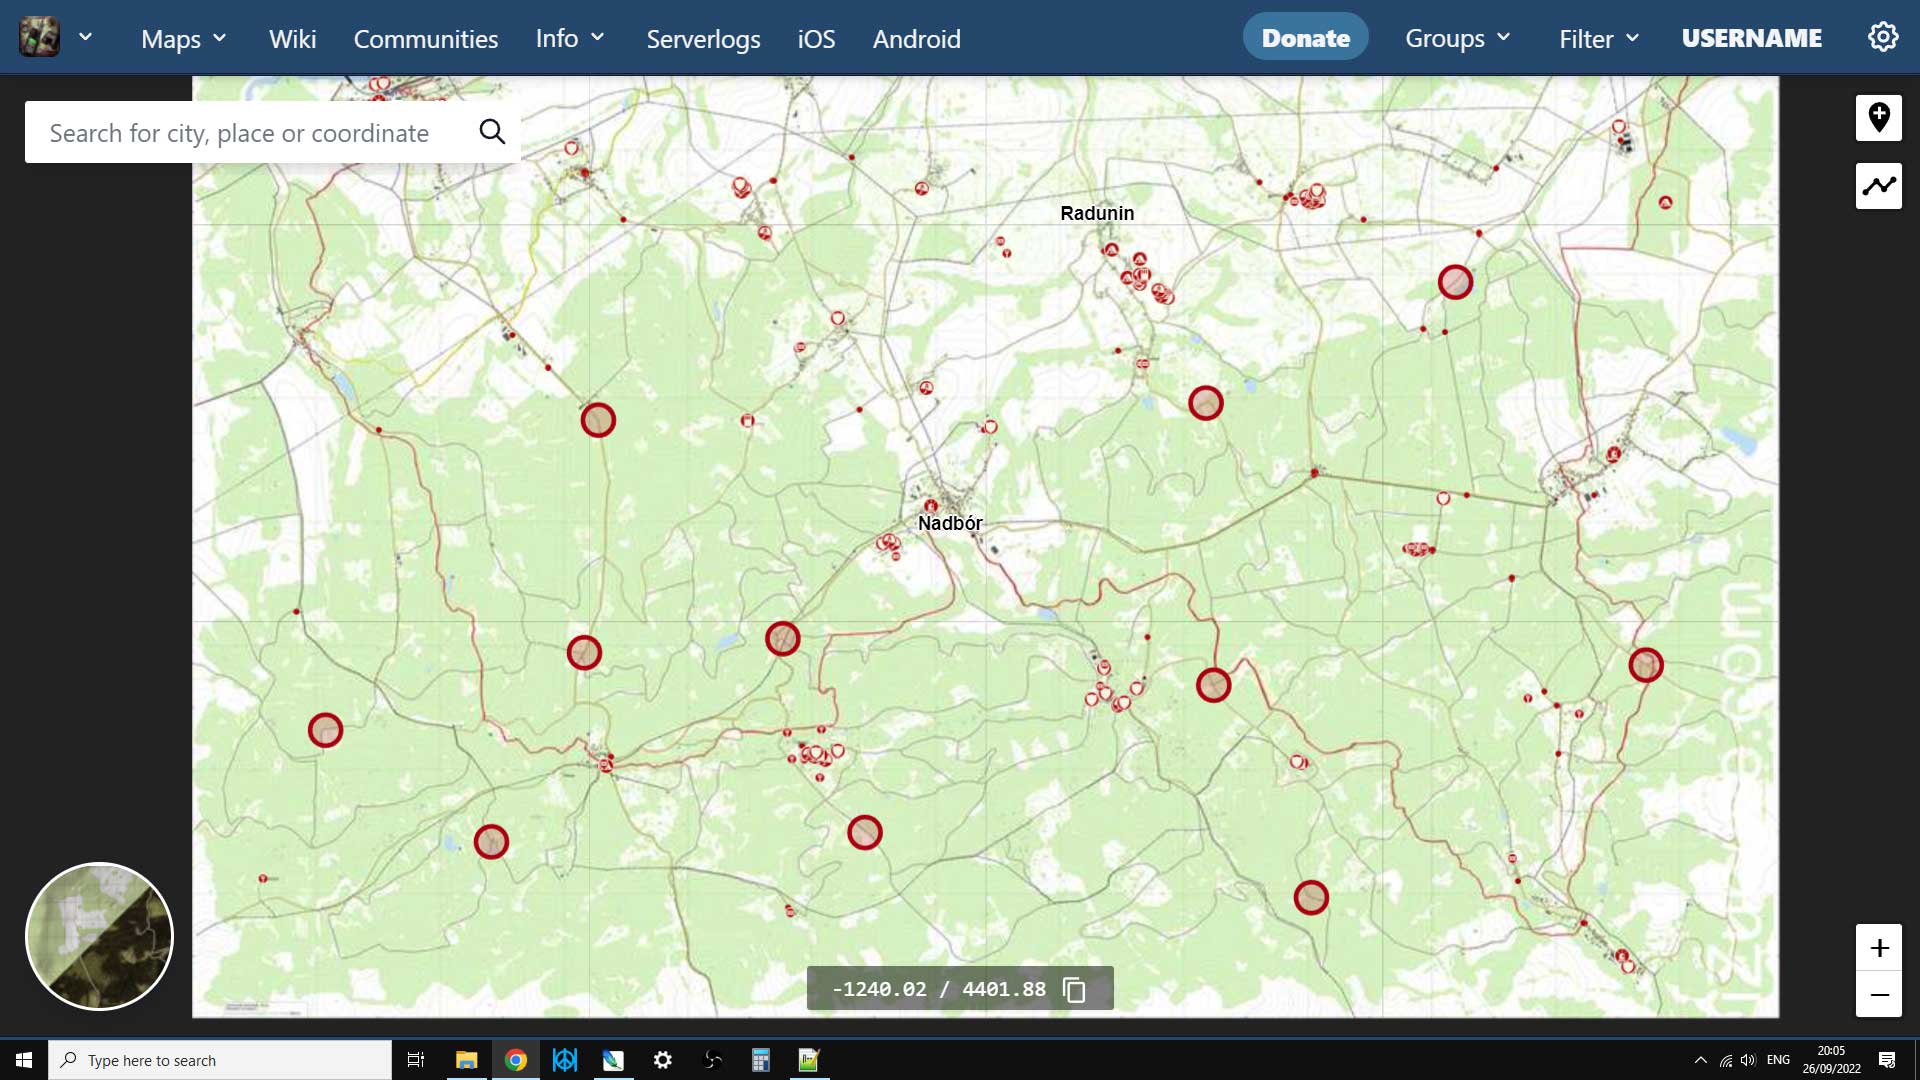 Maps
Wiki
Communities
Info
Serverlogs
iOS
Android
Donate
Groups
Filter
USERNAME
Search for city, place or coordinate
Radunin
Nadbór
-1240.02 / 4401.88
Type here to search
ENG
20:05
26/09/2022